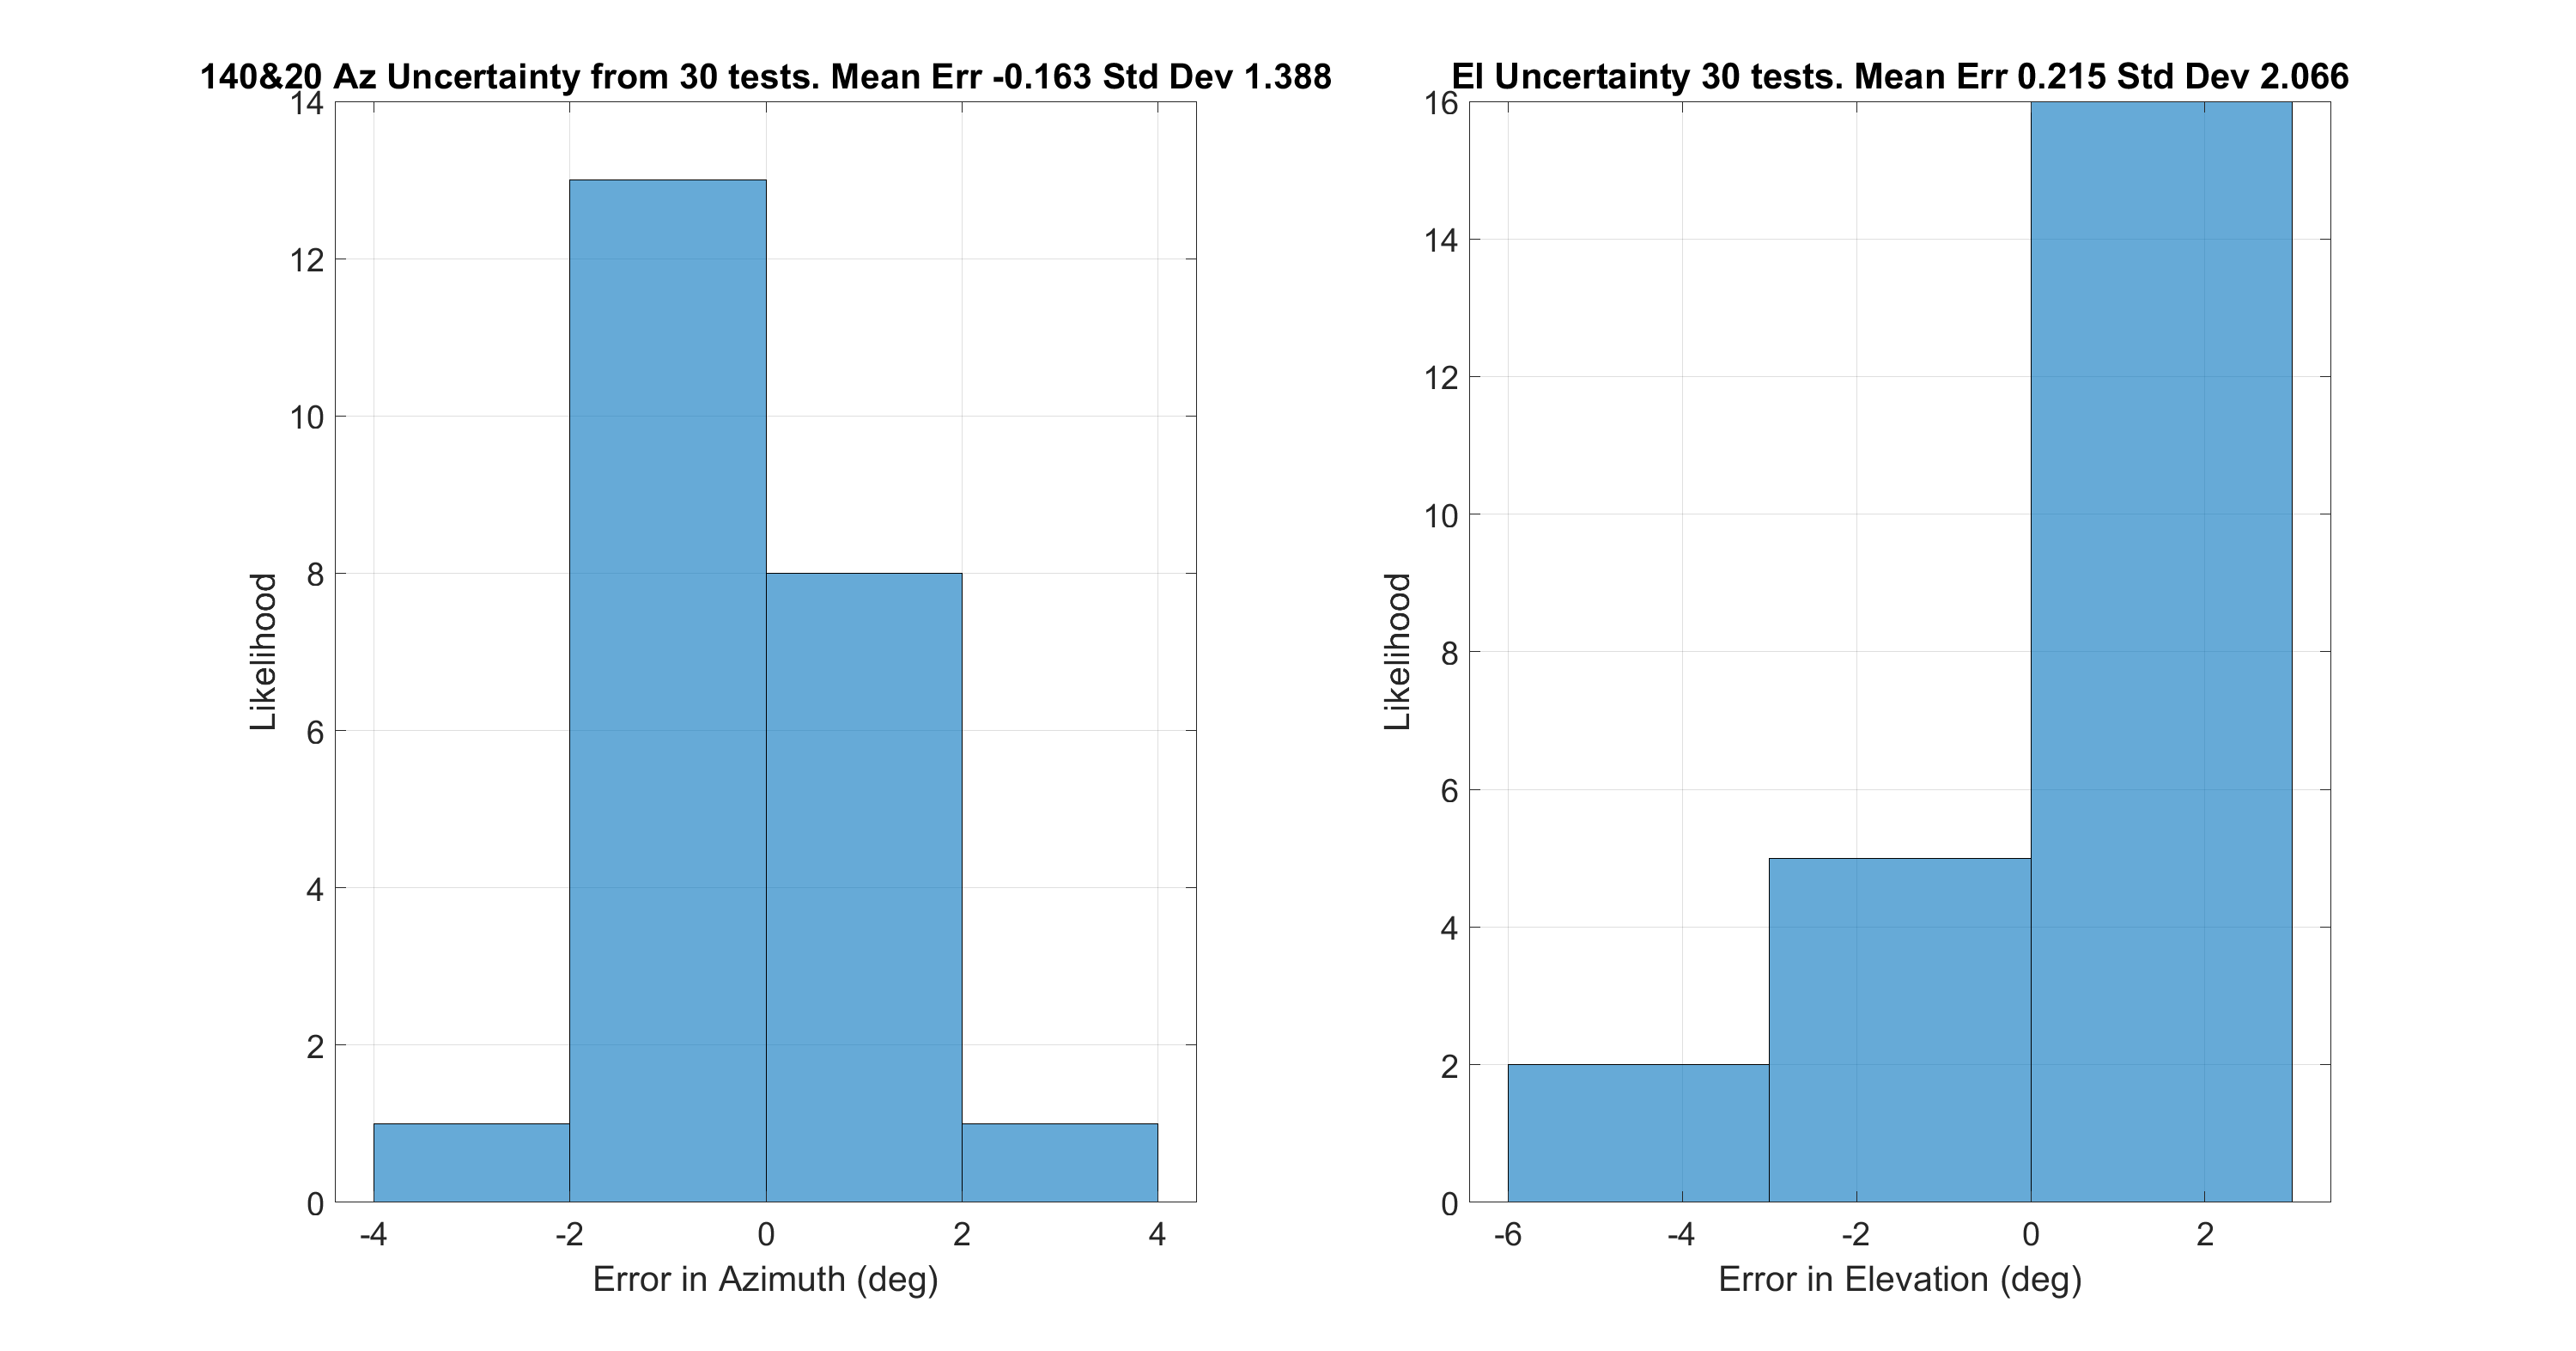 140&20 Az Uncertainty from 30 tests. Mean Err -0.163 Std Dev 1.388
14
12
10
8
6
4
2
0
Likelihood
-4 -2 0 2 4
Error in Azimuth (deg)
El Uncertainty 30 tests. Mean Err 0.215 Std Dev 2.066
16
14
12
10
8
6
4
2
0
Likelihood
-6 -4 -2 0 2
Error in Elevation (deg)